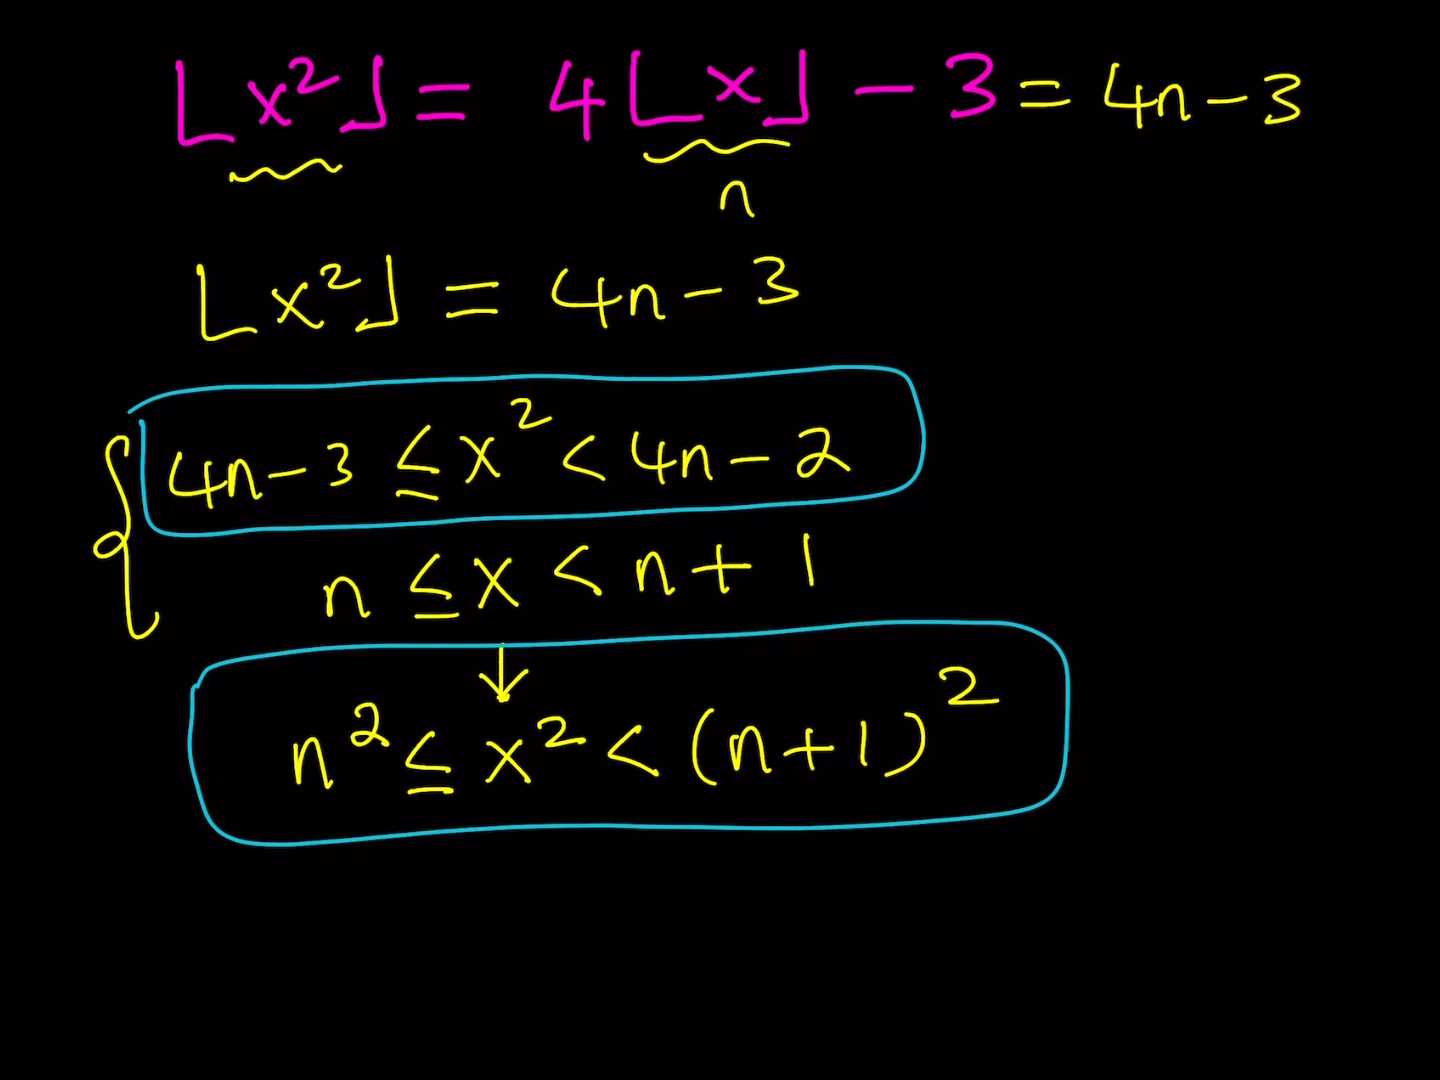 ⌊x²⌋ = 4⌊x⌋ − 3 = 4n − 3
n
⌊x²⌋ = 4n − 3
4n − 3 ≤ x² < 4n − 2
n ≤ x < n + 1
↓
n² ≤ x² < (n+1)²